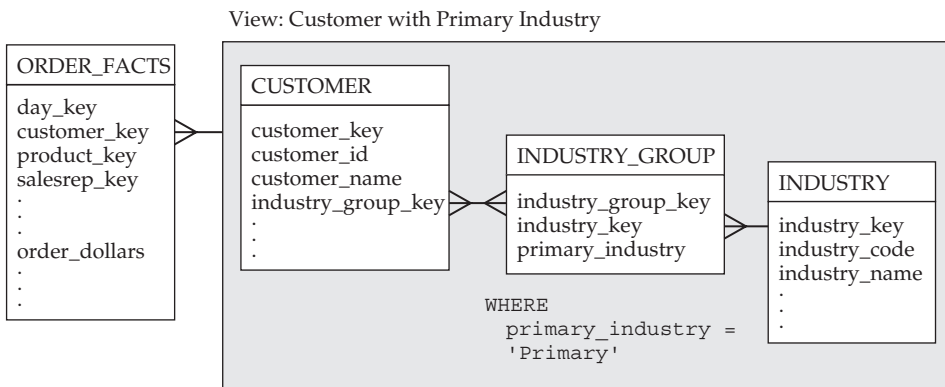 View: Customer with Primary Industry
ORDER_FACTS
day_key
customer_key
product_key
salesrep_key
.
.
order_dollars
.
.
.
CUSTOMER
customer_key
customer_id
customer_name
industry_group_key
.
.
.
INDUSTRY_GROUP
industry_group_key
industry_key
primary_industry
WHERE
primary_industry =
'Primary'
INDUSTRY
industry_key
industry_code
industry_name
.
.
.